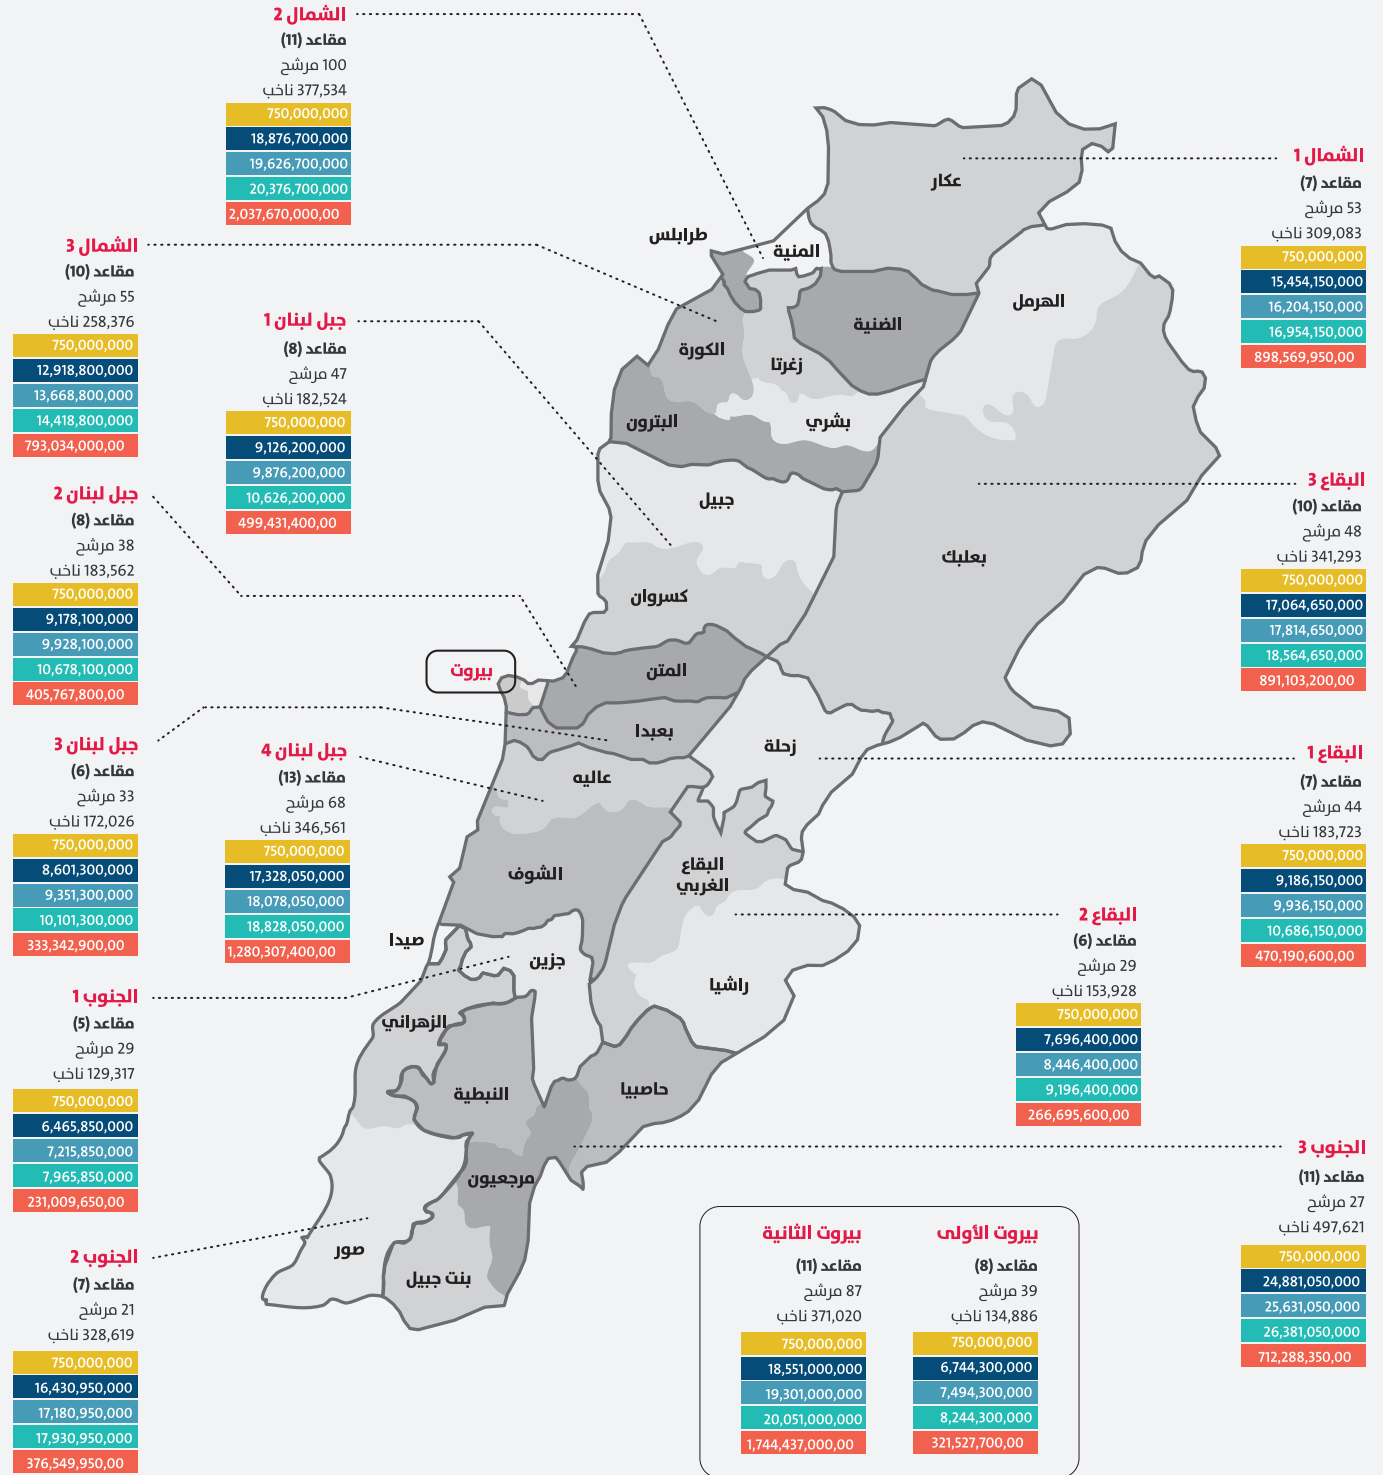 الشمال 2
مقاعد (11)
100 مرشح
377,534 ناخب
750,000,000
18,876,700,000
19,626,700,000
20,376,700,000
2,037,670,000,00
الشمال 1
مقاعد (7)
53 مرشح
309,083 ناخب
750,000,000
15,454,150,000
16,204,150,000
16,954,150,000
898,569,950,00
الشمال 3
مقاعد (10)
55 مرشح
258,376 ناخب
750,000,000
12,918,800,000
13,668,800,000
14,418,800,000
793,034,000,00
جبل لبنان 1
مقاعد (8)
47 مرشح
182,524 ناخب
750,000,000
9,126,200,000
9,876,200,000
10,626,200,000
499,431,400,00
جبل لبنان 2
مقاعد (8)
38 مرشح
183,562 ناخب
750,000,000
9,178,100,000
9,928,100,000
10,678,100,000
405,767,800,00
البقاع 3
مقاعد (10)
48 مرشح
341,293 ناخب
750,000,000
17,064,650,000
17,814,650,000
18,564,650,000
891,103,200,00
جبل لبنان 3
مقاعد (6)
33 مرشح
172,026 ناخب
750,000,000
8,601,300,000
9,351,300,000
10,101,300,000
333,342,900,00
جبل لبنان 4
مقاعد (13)
68 مرشح
346,561 ناخب
750,000,000
17,328,050,000
18,078,050,000
18,828,050,000
1,280,307,400,00
البقاع 1
مقاعد (7)
44 مرشح
183,723 ناخب
750,000,000
9,186,150,000
9,936,150,000
10,686,150,000
470,190,600,00
البقاع 2
مقاعد (6)
29 مرشح
153,928 ناخب
750,000,000
7,696,400,000
8,446,400,000
9,196,400,000
266,695,600,00
الجنوب 1
مقاعد (5)
29 مرشح
129,317 ناخب
750,000,000
6,465,850,000
7,215,850,000
7,965,850,000
231,009,650,00
الجنوب 3
مقاعد (11)
27 مرشح
497,621 ناخب
750,000,000
24,881,050,000
25,631,050,000
26,381,050,000
712,288,350,00
الجنوب 2
مقاعد (7)
21 مرشح
328,619 ناخب
750,000,000
16,430,950,000
17,180,950,000
17,930,950,000
376,549,950,00
بيروت الأولى
مقاعد (8)
39 مرشح
134,886 ناخب
750,000,000
6,744,300,000
7,494,300,000
8,244,300,000
321,527,700,00
بيروت الثانية
مقاعد (11)
87 مرشح
371,020 ناخب
750,000,000
18,551,000,000
19,301,000,000
20,051,000,000
1,744,437,000,00
عكار
طرابلس
المنية
الهرمل
الضنية
الكورة
زغرتا
البترون
بشري
جبيل
بعلبك
كسروان
المتن
بيروت
بعبدا
زحلة
عاليه
الشوف
البقاع
الغربي
صيدا
جزين
راشيا
الزهراني
النبطية
حاصبيا
مرجعيون
صور
بنت جبيل